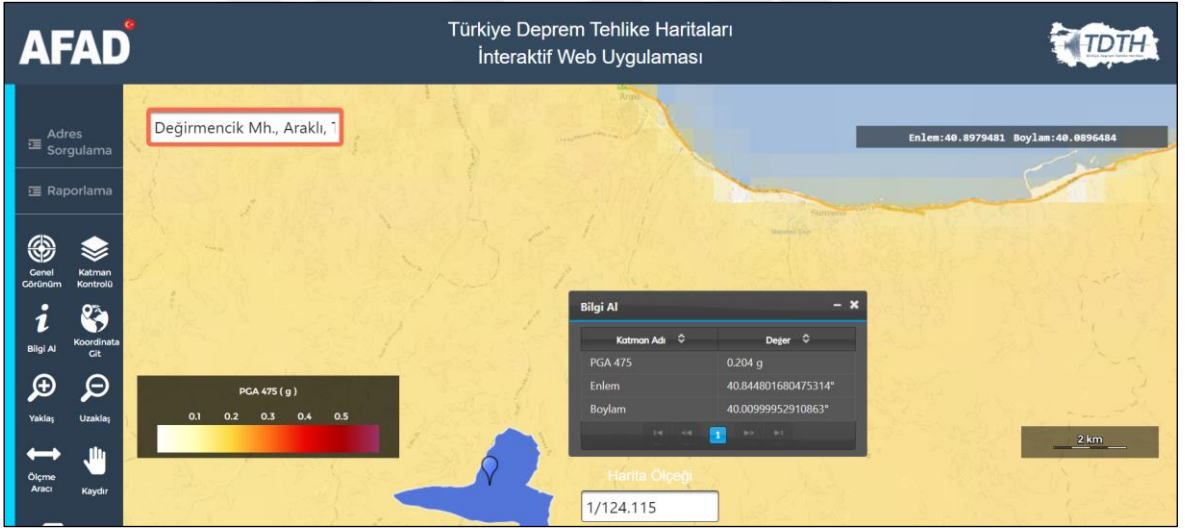 AFAD
Türkiye Deprem Tehlike Haritaları
İnteraktif Web Uygulaması
TDTH
Adres
Sorgulama
Raporlama
Genel
Görünüm
Katman
Kontrolü
Bilgi Al
Koordinata
Git
Yaklaş
Uzaklaş
Ölçme
Aracı
Kaydır
Değirmencik Mh., Araklı, T
Enlem:40.8979481 Boylam:40.0896484
Bilgi Al
Katman Adı Değer
PGA 475 0.204 g
Enlem 40.844801680475314°
Boylam 40.00999952910863°
1
PGA 475 ( g )
0.1 0.2 0.3 0.4 0.5
2 km
Harita Ölçeği
1/124.115